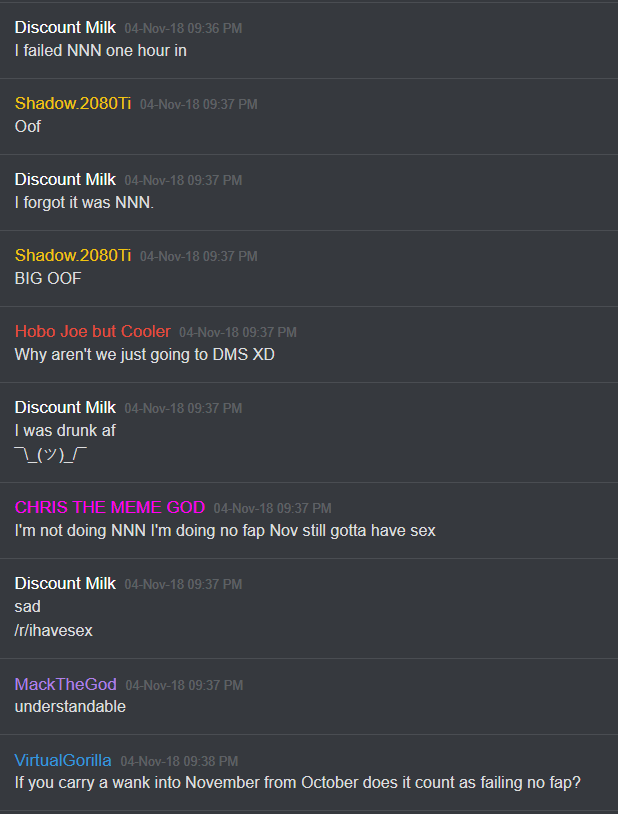 Discount Milk 04-Nov-18 09:36 PM
I failed NNN one hour in
Shadow.2080Ti 04-Nov-18 09:37 PM
Oof
Discount Milk 04-Nov-18 09:37 PM
I forgot it was NNN.
Shadow.2080Ti 04-Nov-18 09:37 PM
BIG OOF
Hobo Joe but Cooler 04-Nov-18 09:37 PM
Why aren't we just going to DMS XD
Discount Milk 04-Nov-18 09:37 PM
I was drunk af
¯\_(ツ)_/¯
CHRIS THE MEME GOD 04-Nov-18 09:37 PM
I'm not doing NNN I'm doing no fap Nov still gotta have sex
Discount Milk 04-Nov-18 09:37 PM
sad
/r/ihavesex
MackTheGod 04-Nov-18 09:37 PM
understandable
VirtualGorilla 04-Nov-18 09:38 PM
If you carry a wank into November from October does it count as failing no fap?